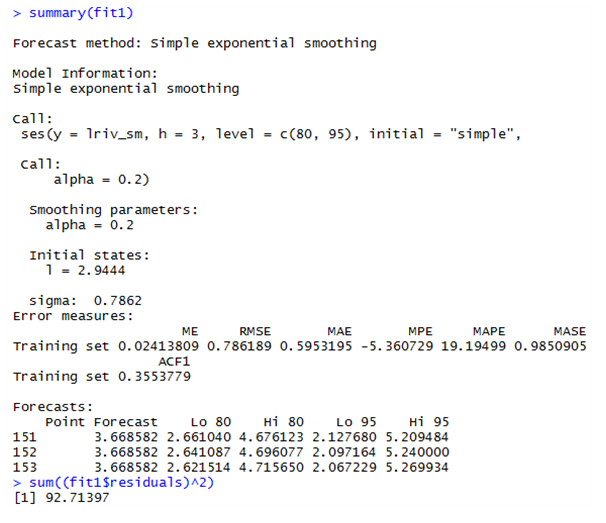 > summary(fit1)
Forecast method: Simple exponential smoothing
Model Information:
Simple exponential smoothing
Call:
ses(y = lriv_sm, h = 3, level = c(80, 95), initial = "simple",
Call:
alpha = 0.2)
Smoothing parameters:
alpha = 0.2
Initial states:
l = 2.9444
sigma: 0.7862
Error measures:
ME RMSE MAE MPE MAPE MASE
Training set 0.02413809 0.786189 0.5953195 -5.360729 19.19499 0.9850905
ACF1
Training set 0.3553779
Forecasts:
Point Forecast Lo 80 Hi 80 Lo 95 Hi 95
151 3.668582 2.661040 4.676123 2.127680 5.209484
152 3.668582 2.641087 4.696077 2.097164 5.240000
153 3.668582 2.621514 4.715650 2.067229 5.269934
> sum((fit1$residuals)^2)
[1] 92.71397